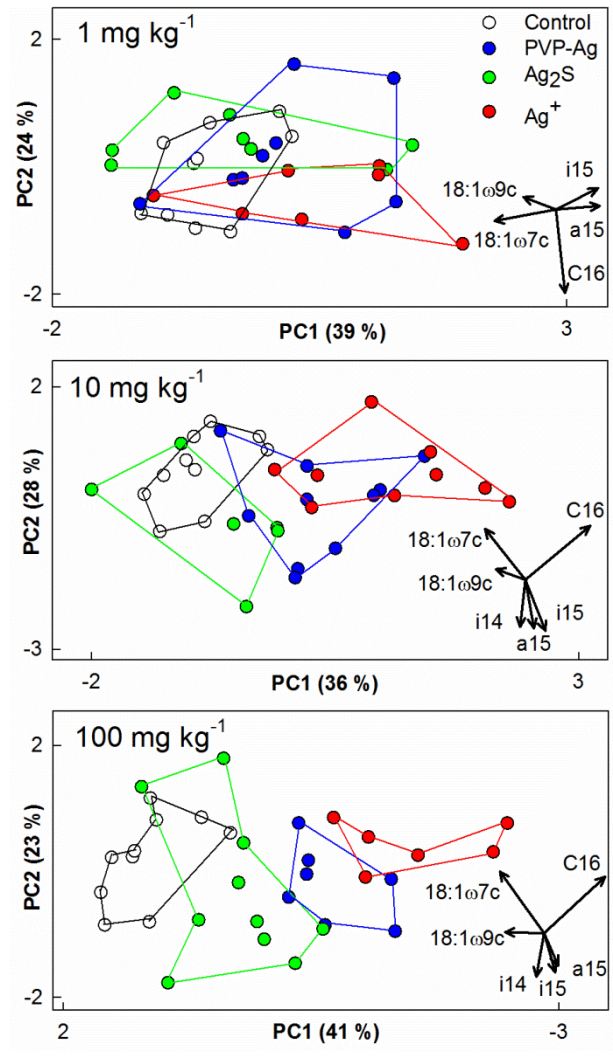 1 mg kg⁻¹
Control
PVP-Ag
Ag₂S
Ag⁺
2
PC2 (24 %)
-2
i15
18:1ω9c
a15
18:1ω7c
C16
-2
PC1 (39 %)
3
10 mg kg⁻¹
2
PC2 (28 %)
-3
C16
18:1ω7c
18:1ω9c
i14
i15
a15
-2
PC1 (36 %)
3
100 mg kg⁻¹
2
PC2 (23 %)
-2
C16
18:1ω7c
18:1ω9c
a15
i14
i15
2
PC1 (41 %)
-3